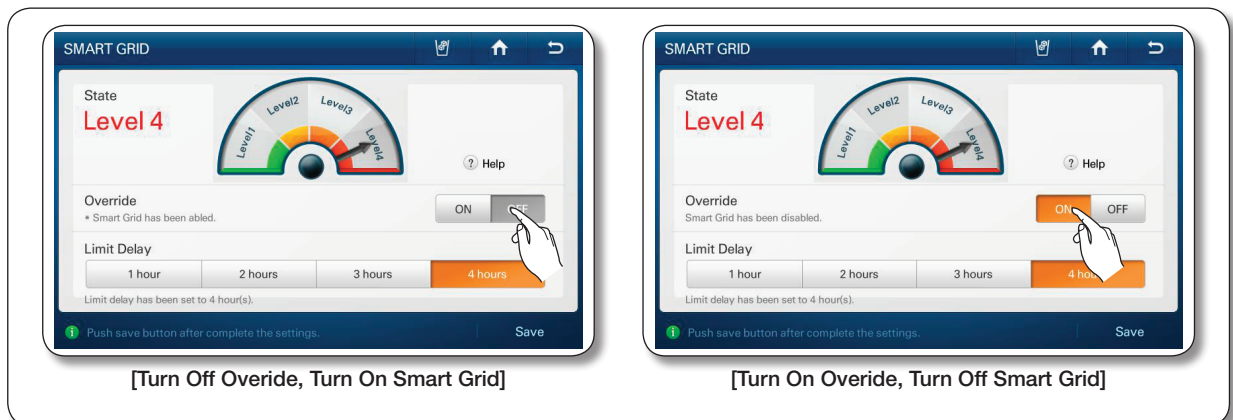 SMART GRID
State
Level 4
Level1
Level2
Level3
Level4
? Help
Override
* Smart Grid has been abled.
ON OFF
Limit Delay
1 hour 2 hours 3 hours 4 hours
Limit delay has been set to 4 hour(s).
i Push save button after complete the settings.
Save
[Turn Off Overide, Turn On Smart Grid]
SMART GRID
State
Level 4
Level1
Level2
Level3
Level4
? Help
Override
Smart Grid has been disabled.
ON OFF
Limit Delay
1 hour 2 hours 3 hours 4 hours
Limit delay has been set to 4 hour(s).
i Push save button after complete the settings.
Save
[Turn On Overide, Turn Off Smart Grid]